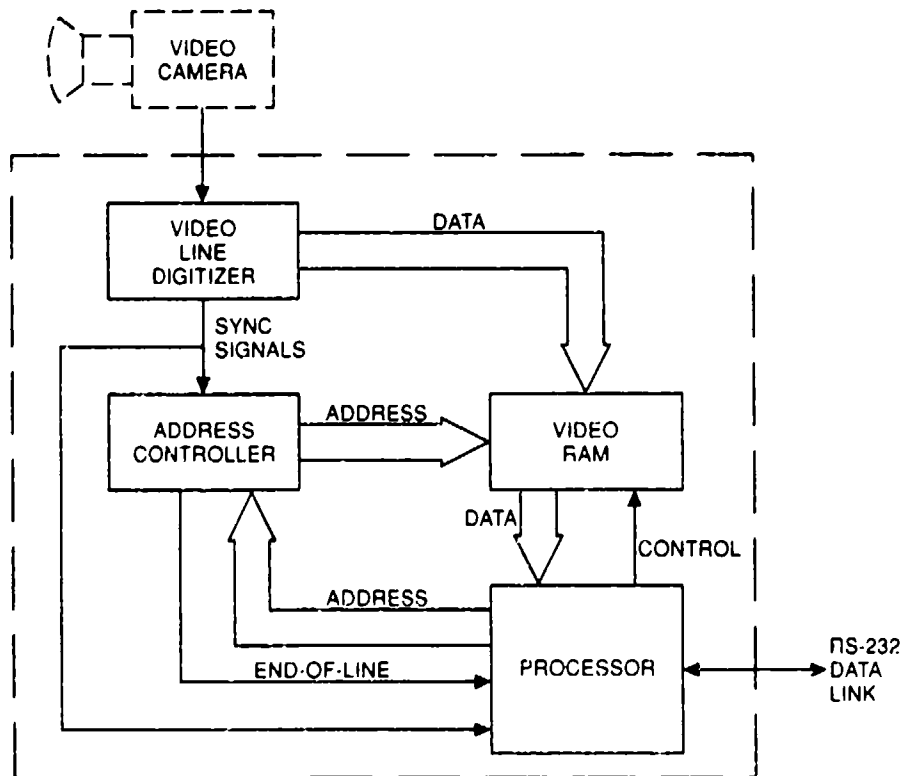 VIDEO
CAMERA
VIDEO
LINE
DIGITIZER
DATA
SYNC
SIGNALS
ADDRESS
CONTROLLER
ADDRESS
VIDEO
RAM
DATA
CONTROL
ADDRESS
END-OF-LINE
PROCESSOR
RS-232
DATA
LINK